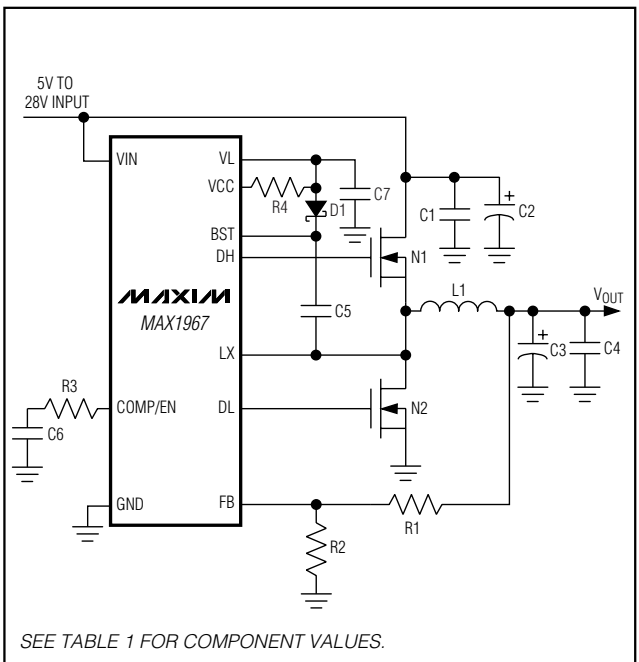 5V TO
28V INPUT
VIN
VL
VCC
R4
D1
C7
C1
+
C2
BST
DH
N1
MAXIM
MAX1967
C5
L1
VOUT
LX
+
C3
C4
R3
COMP/EN
DL
N2
C6
GND
FB
R1
R2
SEE TABLE 1 FOR COMPONENT VALUES.